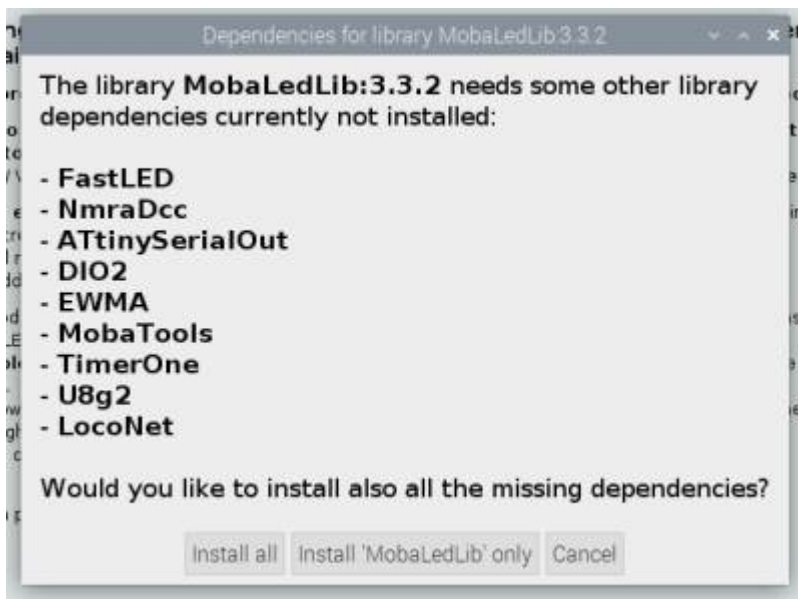 Dependencies for library MobaLedLib:3.3.2
The library MobaLedLib:3.3.2 needs some other library
dependencies currently not installed:
- FastLED
- NmraDcc
- ATtinySerialOut
- DIO2
- EWMA
- MobaTools
- TimerOne
- U8g2
- LocoNet
Would you like to install also all the missing dependencies?
Install all Install 'MobaLedLib' only Cancel